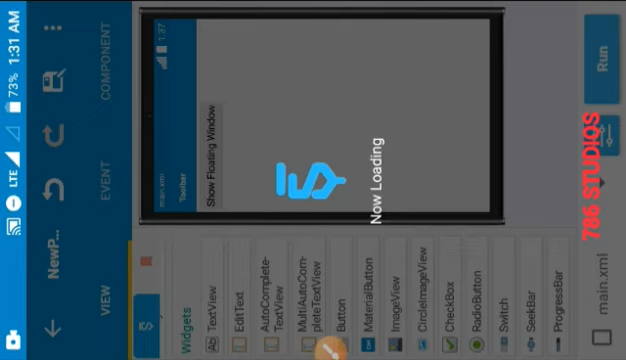 LTE 73% 1:31 AM
NewP...
VIEW
EVENT
COMPONENT
Widgets
TextView
EditText
AutoComplete-
TextView
MultiAutoCom-
pleteTextView
Button
MaterialButton
ImageView
CircleImageView
CheckBox
RadioButton
Switch
SeekBar
ProgressBar
main.xml
1:37
Toolbar
Show Floating Window
Now Loading
786 STUDIOS
main.xml
Run